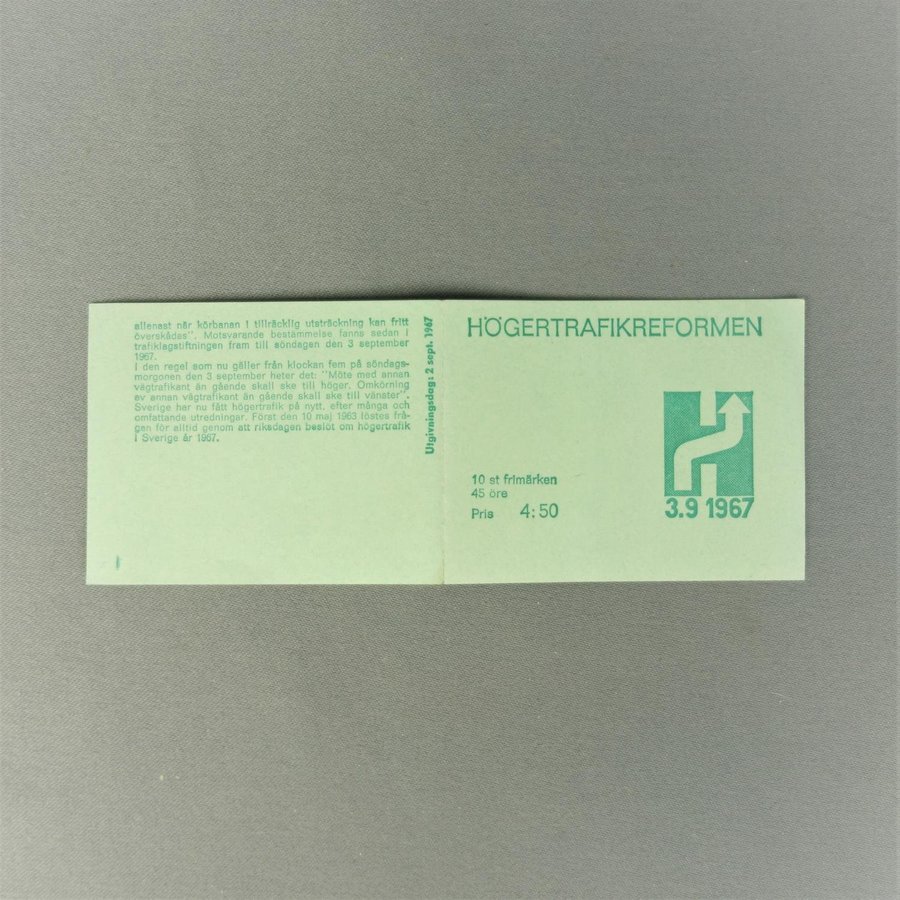 allenast när körbanan i tillräcklig utsträckning kan fritt
överskådas". Motsvarande bestämmelse fanns sedan i
trafiklagstiftningen fram till söndagen den 3 september
1967.
I den regel som nu gäller från klockan fem på söndags-
morgonen den 3 september heter det: "Möte med annan
vägtrafikant än gående skall ske till höger. Omkörning
av annan vägtrafikant än gående skall ske till vänster".
Sverige har nu fått högertrafik på nytt, efter många och
omfattande utredningar. Först den 10 maj 1963 löstes frå-
gan för alltid genom att riksdagen beslöt om högertrafik
i Sverige år 1967.
Utgivningsdag: 2 sept. 1967
HÖGERTRAFIKREFORMEN
10 st frimärken
45 öre
Pris 4:50
H
3.9 1967